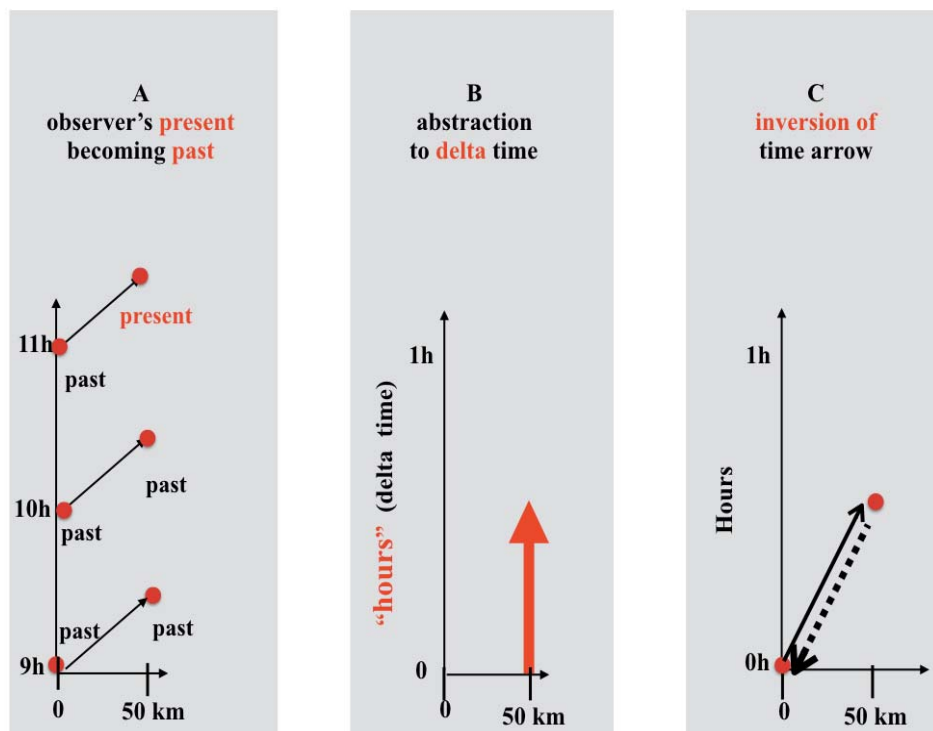 A
observer's present
becoming past
present
11h
past
past
10h
past
past
past
9h
0
50 km
B
abstraction
to delta time
1h
"hours" (delta time)
0
0
50 km
C
inversion of
time arrow
1h
Hours
0h
0
50 km